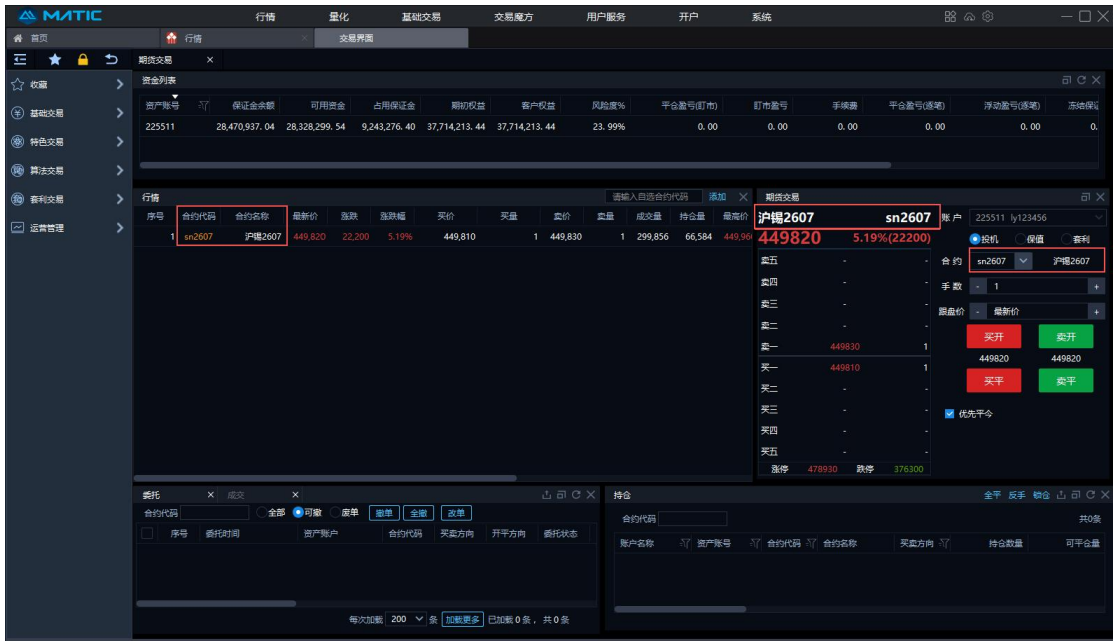 MATIC 行情 量化 基础交易 交易魔方 用户服务 开户 系统
首页 行情 × 交易界面
期货交易 ×
收藏
基础交易
特色交易
算法交易
套利交易
运营管理
资金列表
资产账号 保证金余额 可用资金 占用保证金 期初权益 客户权益 风险度% 平仓盈亏(盯市) 盯市盈亏 手续费 平仓盈亏(逐笔) 浮动盈亏(逐笔) 冻结保证
225511 28,470,937.04 28,328,299.54 9,243,276.40 37,714,213.44 37,714,213.44 23.99% 0.00 0.00 0.00 0.00 0.00 0.
行情 请输入自选合约代码 添加
序号 合约代码 合约名称 最新价 涨跌 涨跌幅 买价 买量 卖价 卖量 成交量 持仓量 最高价
1 sn2607 沪锡2607 449,820 22,200 5.19% 449,810 1 449,830 1 299,856 66,584 449,96
期货交易
沪锡2607 sn2607
449820 5.19%(22200)
卖五 - -
卖四 - -
卖三 - -
卖二 - -
卖一 449830 1
买一 449810 1
买二 - -
买三 - -
买四 - -
买五 - -
涨停 478930 跌停 376300
账户 225511 ly123456
投机 保值 套利
合约 sn2607 沪锡2607
手数 - 1 +
跟盘价 - 最新价 +
买开 卖开
449820 449820
买平 卖平
优先平今
委托 × 成交 ×
合约代码 全部 可撤 废单 撤单 全撤 改单
序号 委托时间 资产账户 合约代码 买卖方向 开平方向 委托状态
每次加载 200 条 加载更多 已加载 0 条，共 0 条
持仓 全平 反手 锁仓
合约代码 共0条
账户名称 资产账号 合约代码 合约名称 买卖方向 持仓数量 可平仓量